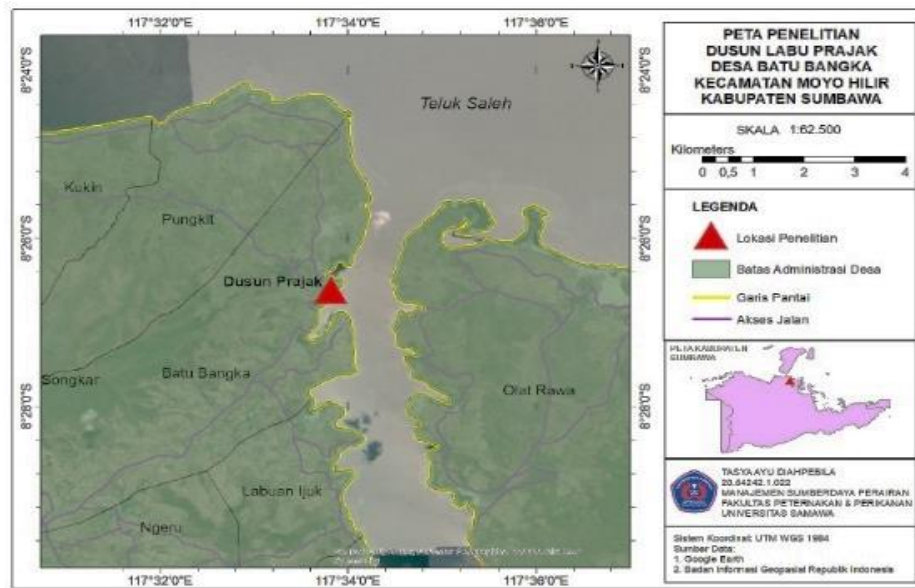 117°32'0"E 117°34'0"E 117°36'0"E
8°24'0"S
8°26'0"S
8°28'0"S
Teluk Saleh
Kukin
Pungkit
Dusun Prajak
Songkar
Batu Bangka
Olat Rawa
Labuan Ijuk
Ngeru
8°24'0"S
8°26'0"S
8°28'0"S
117°32'0"E 117°34'0"E 117°36'0"E
PETA PENELITIAN
DUSUN LABU PRAJAK
DESA BATU BANGKA
KECAMATAN MOYO HILIR
KABUPATEN SUMBAWA
SKALA 1:62.500
Kilometers
0 0,5 1 2 3 4
LEGENDA
Lokasi Penelitian
Batas Administrasi Desa
Garis Pantai
Akses Jalan
PETA KABUPATEN
SUMBAWA
TASYA AYU DIAHPEBILA
20.54242.1.022
MANAJEMEN SUMBERDAYA PERAIRAN
FAKULTAS PETERNAKAN & PERIKANAN
UNIVERSITAS SAMAWA
Sistem Koordinat: UTM WGS 1984
Sumber Data:
1. Google Earth
2. Badan Informasi Geospasial Republik Indonesia